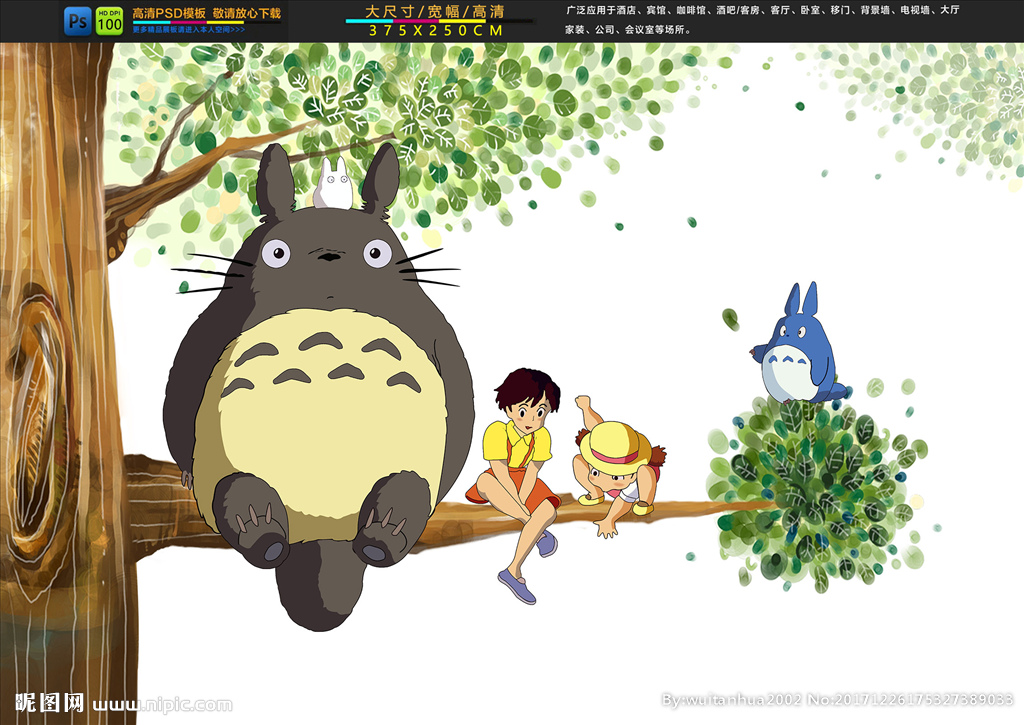 Ps
HD DPI
100
高清PSD模板 敬请放心下载
更多精品展板请进入本人空间>>>
大尺寸/宽幅/高清
375X250CM
广泛应用于酒店、宾馆、咖啡馆、酒吧/客房、客厅、卧室、移门、背景墙、电视墙、大厅
家装、公司、会议室等场所。
昵图网 www.nipic.com
By:wuitanhua2002 No:20171226175327389033